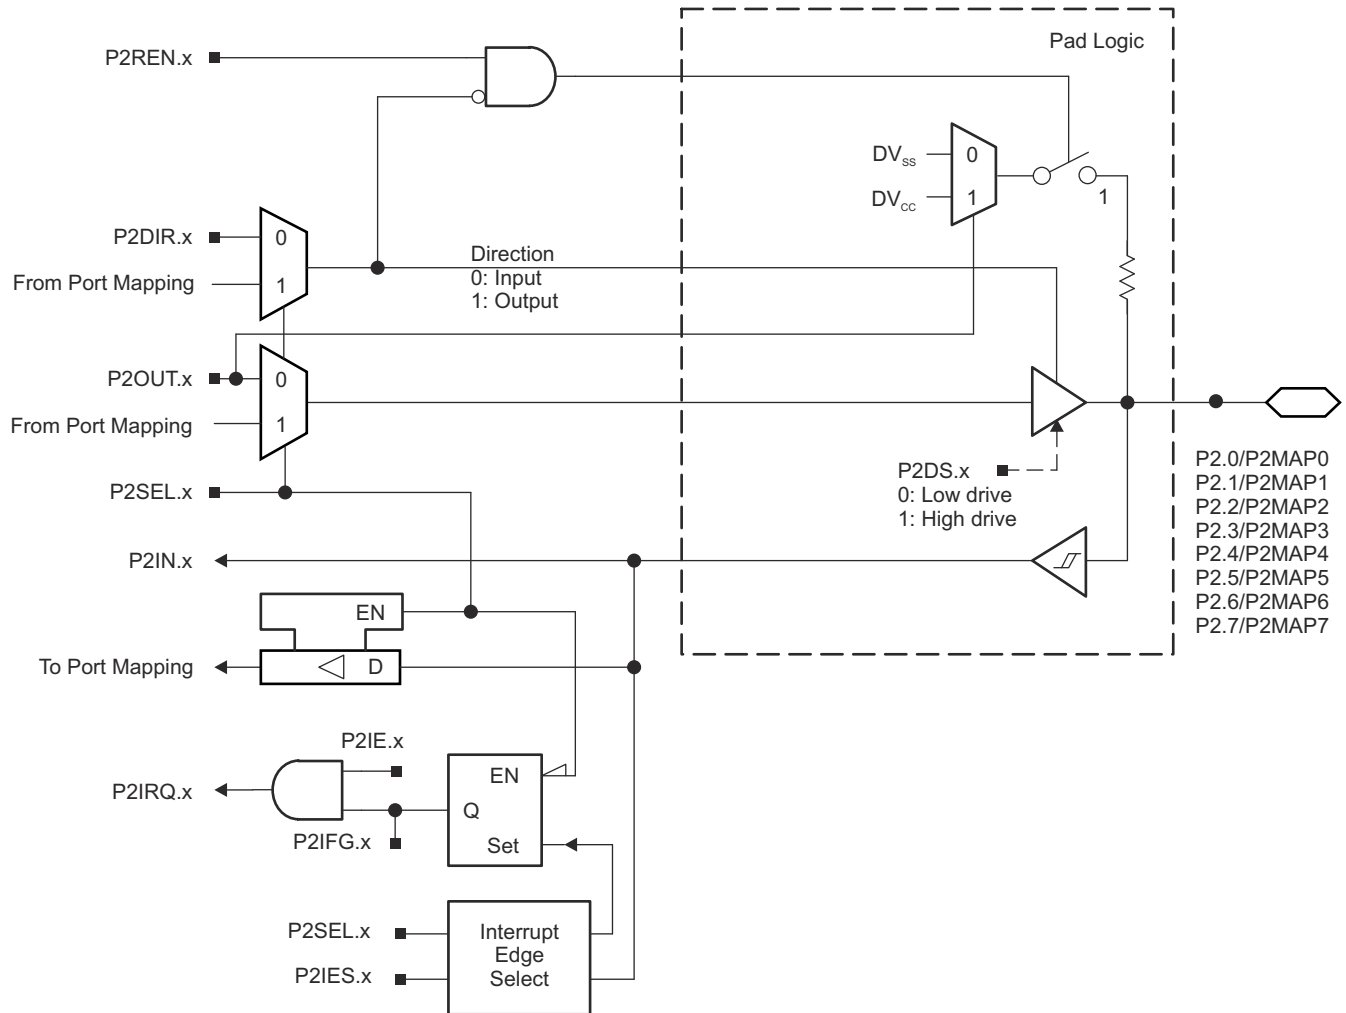 Pad Logic
P2REN.x
DVSS
0
DVCC
1
1
P2DIR.x
0
From Port Mapping
1
Direction
0: Input
1: Output
P2OUT.x
0
From Port Mapping
1
P2SEL.x
P2DS.x
0: Low drive
1: High drive
P2.0/P2MAP0
P2.1/P2MAP1
P2.2/P2MAP2
P2.3/P2MAP3
P2.4/P2MAP4
P2.5/P2MAP5
P2.6/P2MAP6
P2.7/P2MAP7
P2IN.x
EN
To Port Mapping
D
P2IE.x
EN
P2IRQ.x
Q
P2IFG.x
Set
P2SEL.x
P2IES.x
Interrupt
Edge
Select